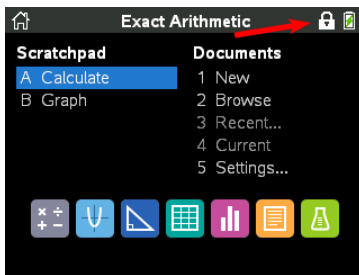 Exact Arithmetic
Scratchpad
A Calculate
B Graph
Documents
1 New
2 Browse
3 Recent...
4 Current
5 Settings...